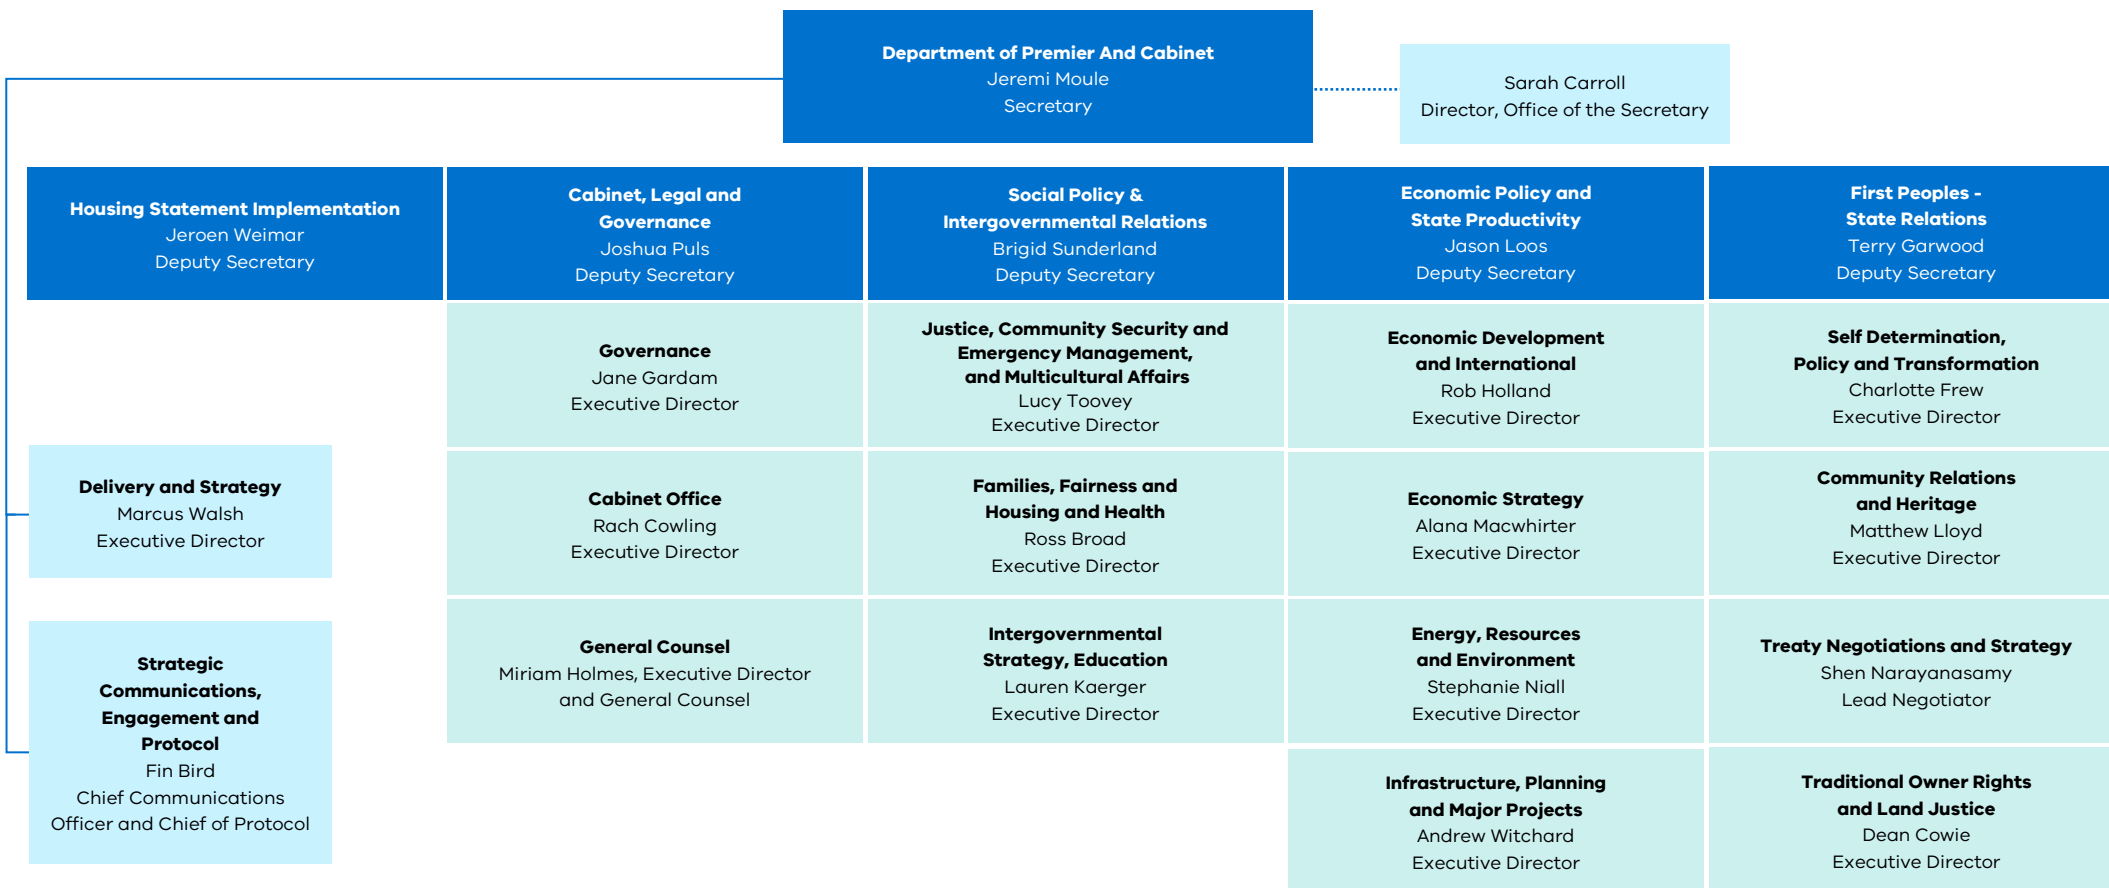 Department of Premier And Cabinet
Jeremi Moule
Secretary
Sarah Carroll
Director, Office of the Secretary
Housing Statement Implementation
Jeroen Weimar
Deputy Secretary
Cabinet, Legal and
Governance
Joshua Puls
Deputy Secretary
Social Policy &
Intergovernmental Relations
Brigid Sunderland
Deputy Secretary
Economic Policy and
State Productivity
Jason Loos
Deputy Secretary
First Peoples -
State Relations
Terry Garwood
Deputy Secretary
Governance
Jane Gardam
Executive Director
Justice, Community Security and
Emergency Management,
and Multicultural Affairs
Lucy Toovey
Executive Director
Economic Development
and International
Rob Holland
Executive Director
Self Determination,
Policy and Transformation
Charlotte Frew
Executive Director
Delivery and Strategy
Marcus Walsh
Executive Director
Cabinet Office
Rach Cowling
Executive Director
Families, Fairness and
Housing and Health
Ross Broad
Executive Director
Economic Strategy
Alana Macwhirter
Executive Director
Community Relations
and Heritage
Matthew Lloyd
Executive Director
Strategic
Communications,
Engagement and
Protocol
Fin Bird
Chief Communications
Officer and Chief of Protocol
General Counsel
Miriam Holmes, Executive Director
and General Counsel
Intergovernmental
Strategy, Education
Lauren Kaerger
Executive Director
Energy, Resources
and Environment
Stephanie Niall
Executive Director
Treaty Negotiations and Strategy
Shen Narayanasamy
Lead Negotiator
Infrastructure, Planning
and Major Projects
Andrew Witchard
Executive Director
Traditional Owner Rights
and Land Justice
Dean Cowie
Executive Director